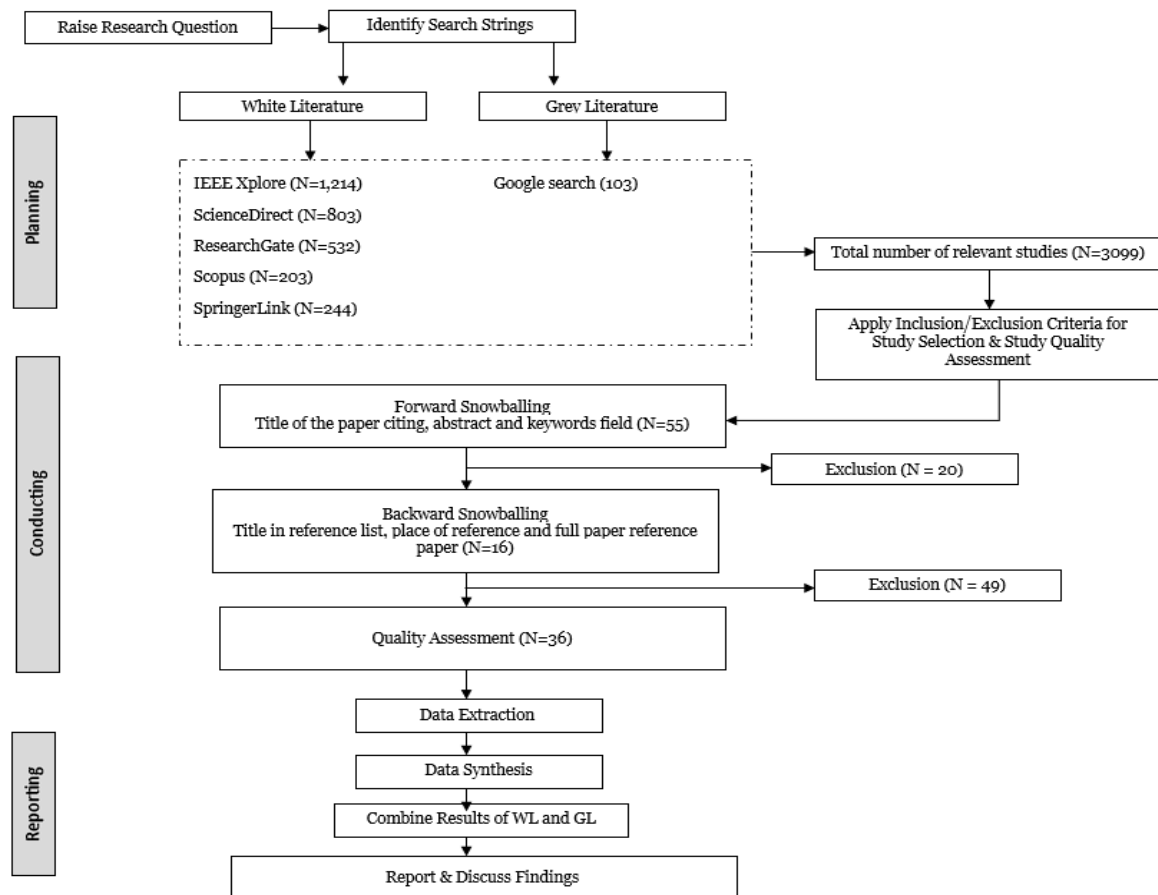 Raise Research Question
Identify Search Strings
White Literature
Grey Literature
Planning
IEEE Xplore (N=1,214)
Google search (103)
ScienceDirect (N=803)
ResearchGate (N=532)
Scopus (N=203)
SpringerLink (N=244)
Total number of relevant studies (N=3099)
Apply Inclusion/Exclusion Criteria for
Study Selection & Study Quality
Assessment
Conducting
Forward Snowballing
Title of the paper citing, abstract and keywords field (N=55)
Exclusion (N = 20)
Backward Snowballing
Title in reference list, place of reference and full paper reference
paper (N=16)
Exclusion (N = 49)
Quality Assessment (N=36)
Data Extraction
Reporting
Data Synthesis
Combine Results of WL and GL
Report & Discuss Findings